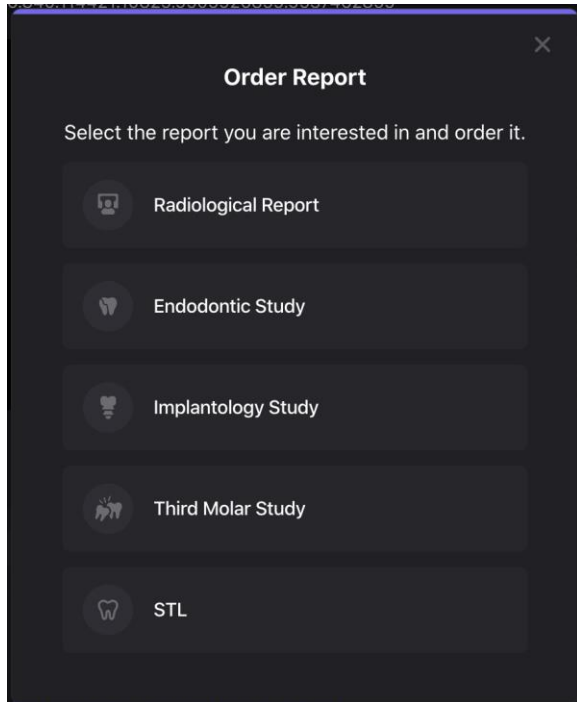 Order Report
Select the report you are interested in and order it.
Radiological Report
Endodontic Study
Implantology Study
Third Molar Study
STL